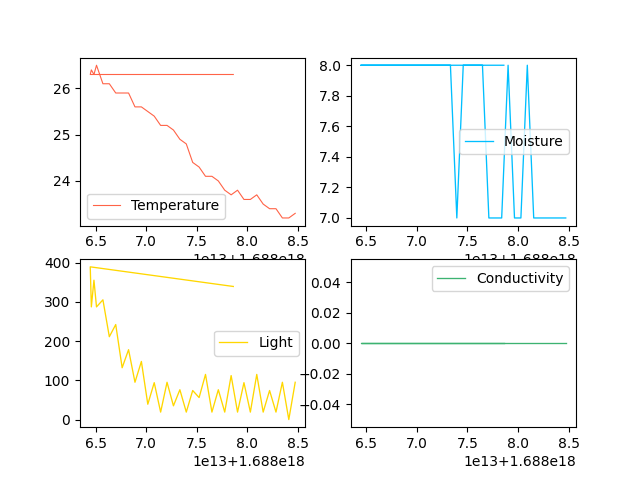 26
25
24
Temperature
6.5 7.0 7.5 8.0 8.5
1e13+1.688e18
8.0
7.8
7.6
7.4
7.2
7.0
Moisture
6.5 7.0 7.5 8.0 8.5
1e13+1.688e18
400
300
200
100
0
Light
6.5 7.0 7.5 8.0 8.5
1e13+1.688e18
0.04
0.02
0.00
−0.02
−0.04
Conductivity
6.5 7.0 7.5 8.0 8.5
1e13+1.688e18